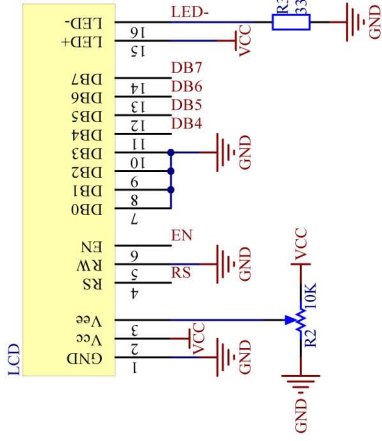 LED-
LED-
16
LED+
15
VCC
R3
33
GND
DB7
14
DB7
DB6
13
DB6
DB5
12
DB5
DB4
11
DB4
DB3
10
DB2
9
DB1
8
DB0
7
GND
EN
6
EN
RW
5
GND
RS
4
RS
Vee
3
Vcc
2
VCC
GND
1
GND
VCC
10K
R2
GND
LCD